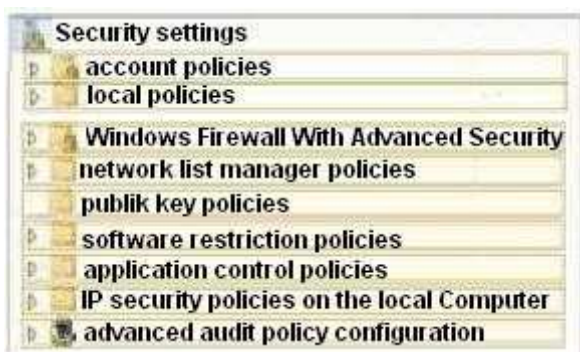 Security settings
account policies
local policies
Windows Firewall With Advanced Security
network list manager policies
publik key policies
software restriction policies
application control policies
IP security policies on the local Computer
advanced audit policy configuration